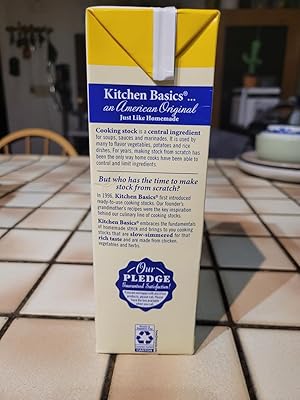 Kitchen Basics®...
an American Original
Just Like Homemade
Cooking stock is a central ingredient
for soups, sauces and marinades. It is used by
many to flavor vegetables, potatoes and rice
dishes. For years, making stock from scratch has
been the only way home cooks have been able to
control and limit ingredients.
But who has the time to make
stock from scratch?
In 1996, Kitchen Basics® first introduced
ready-to-use cooking stocks. Our founder's
grandmother's recipes were the key inspiration
behind our culinary line of cooking stocks.
Kitchen Basics® embraces the fundamentals
of homemade stock and brings to you cooking
stocks that are slow-simmered for that
rich taste and are made from chicken,
vegetables and herbs.
Our
PLEDGE
Guaranteed Satisfaction!
CARTON